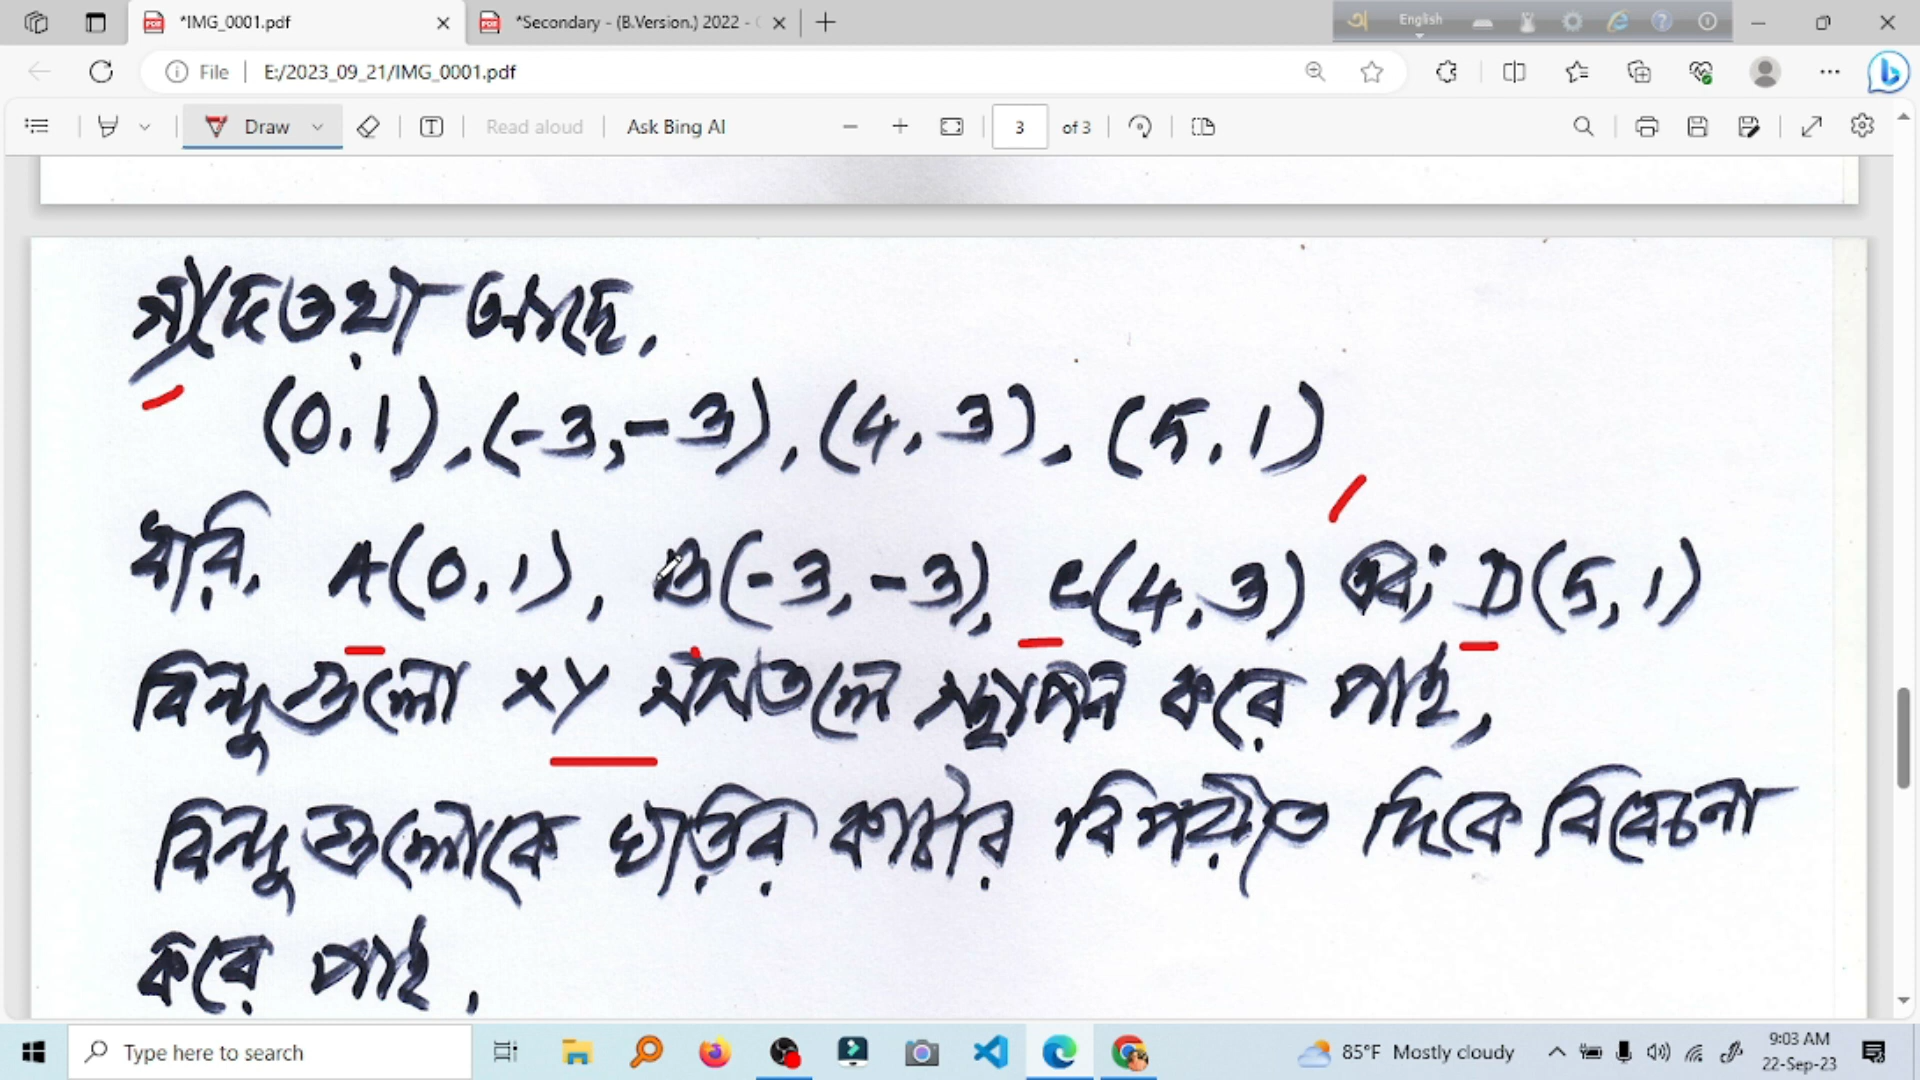 *IMG_0001.pdf
*Secondary - (B.Version.) 2022 -
English
File
E:/2023_09_21/IMG_0001.pdf
Draw
Read aloud
Ask Bing AI
3 of 3
দেওয়া আছে,
(0,1), (-3,-3), (4,3), (5,1)
ধরি, A(0,1), B(-3,-3), C(4,3) এবং D(5,1)
বিন্দুগুলো xy সমতলে স্থাপন করে পাই,
বিন্দুগুলোকে ঘড়ির কাটার বিপরীত দিকে বিবেচনা
করে পাই,
Type here to search
85°F Mostly cloudy
9:03 AM
22-Sep-23